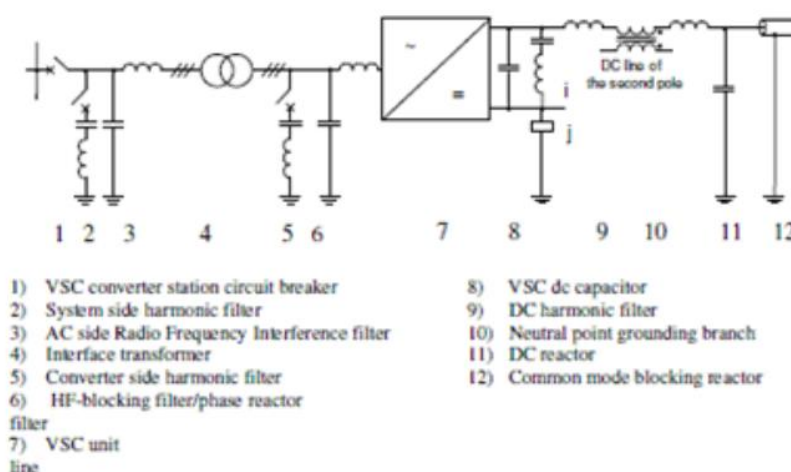 ~
=
DC line of
the second pole
i
j
1 2 3 4 5 6 7 8 9 10 11 12
1) VSC converter station circuit breaker
2) System side harmonic filter
3) AC side Radio Frequency Interference filter
4) Interface transformer
5) Converter side harmonic filter
6) HF-blocking filter/phase reactor
filter
7) VSC unit
line
8) VSC dc capacitor
9) DC harmonic filter
10) Neutral point grounding branch
11) DC reactor
12) Common mode blocking reactor